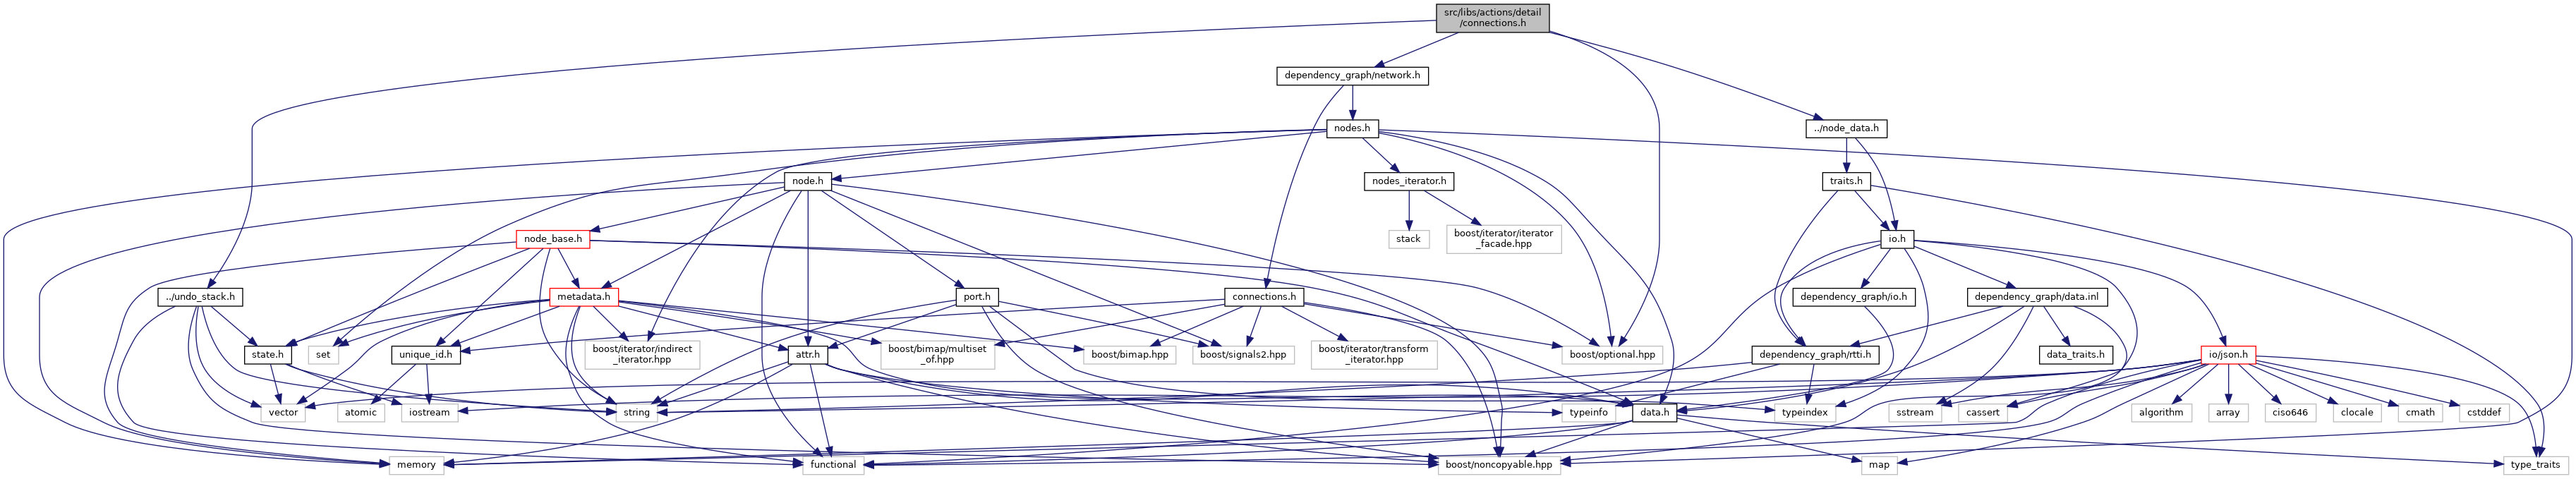 src/libs/actions/detail
/connections.h
dependency_graph/network.h
nodes.h
../node_data.h
node.h
nodes_iterator.h
traits.h
node_base.h
stack
boost/iterator/iterator
_facade.hpp
io.h
../undo_stack.h
metadata.h
port.h
connections.h
dependency_graph/io.h
dependency_graph/data.inl
state.h
set
unique_id.h
boost/iterator/indirect
_iterator.hpp
attr.h
boost/bimap/multiset
_of.hpp
boost/bimap.hpp
boost/signals2.hpp
boost/iterator/transform
_iterator.hpp
boost/optional.hpp
dependency_graph/rtti.h
data_traits.h
io/json.h
vector
atomic
iostream
string
typeinfo
data.h
typeindex
sstream
cassert
algorithm
array
ciso646
clocale
cmath
cstddef
memory
functional
boost/noncopyable.hpp
map
type_traits